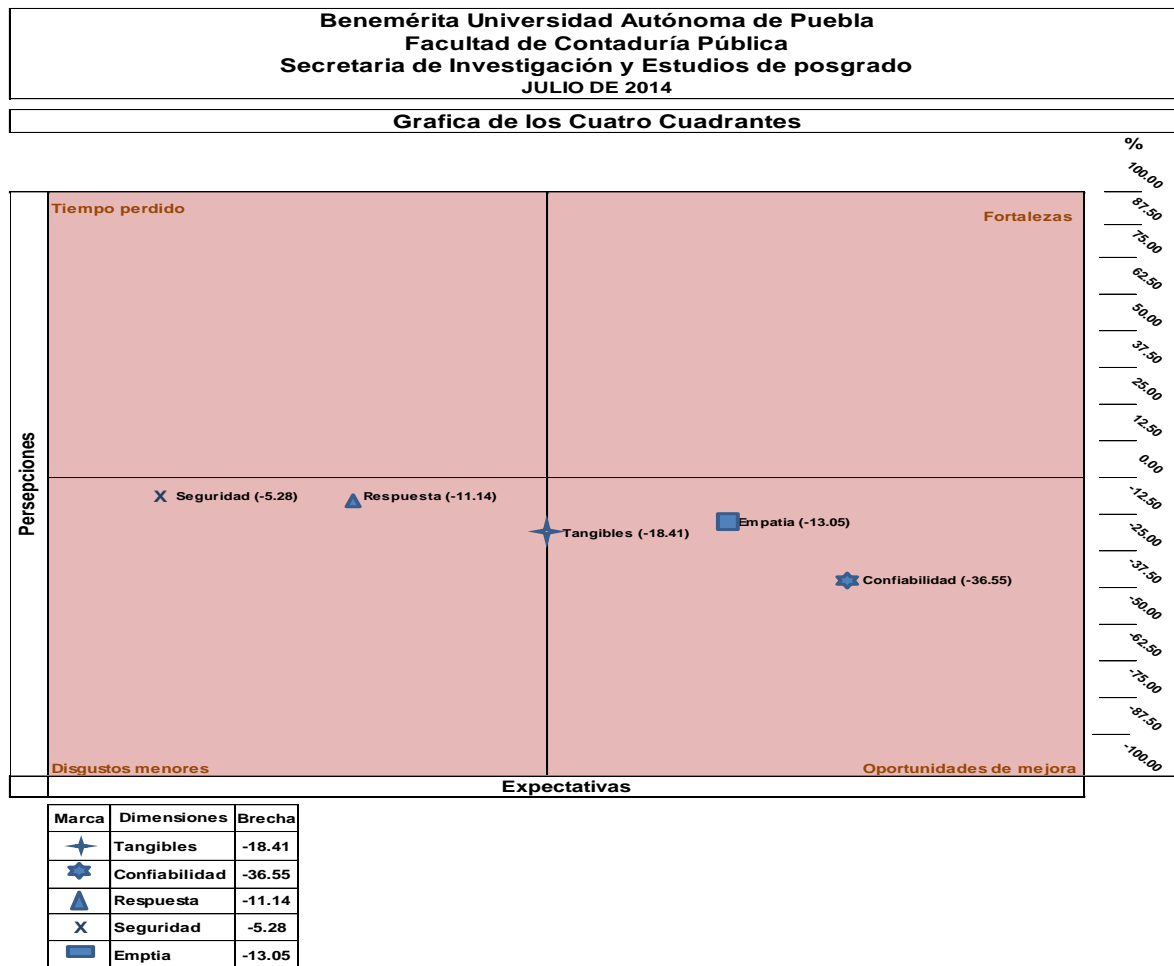 Benemérita Universidad Autónoma de Puebla
Facultad de Contaduría Pública
Secretaria de Investigación y Estudios de posgrado
JULIO DE 2014
Grafica de los Cuatro Cuadrantes
%
100.00
87.50
75.00
62.50
50.00
37.50
25.00
12.50
0.00
-12.50
-25.00
-37.50
-50.00
-62.50
-75.00
-87.50
-100.00
Tiempo perdido
Fortalezas
Persepciones
X Seguridad (-5.28)
Respuesta (-11.14)
Tangibles (-18.41)
Empatia (-13.05)
Confiabilidad (-36.55)
Disgustos menores
Oportunidades de mejora
Expectativas
Marca Dimensiones Brecha
Tangibles -18.41
Confiabilidad -36.55
Respuesta -11.14
X Seguridad -5.28
Emptia -13.05